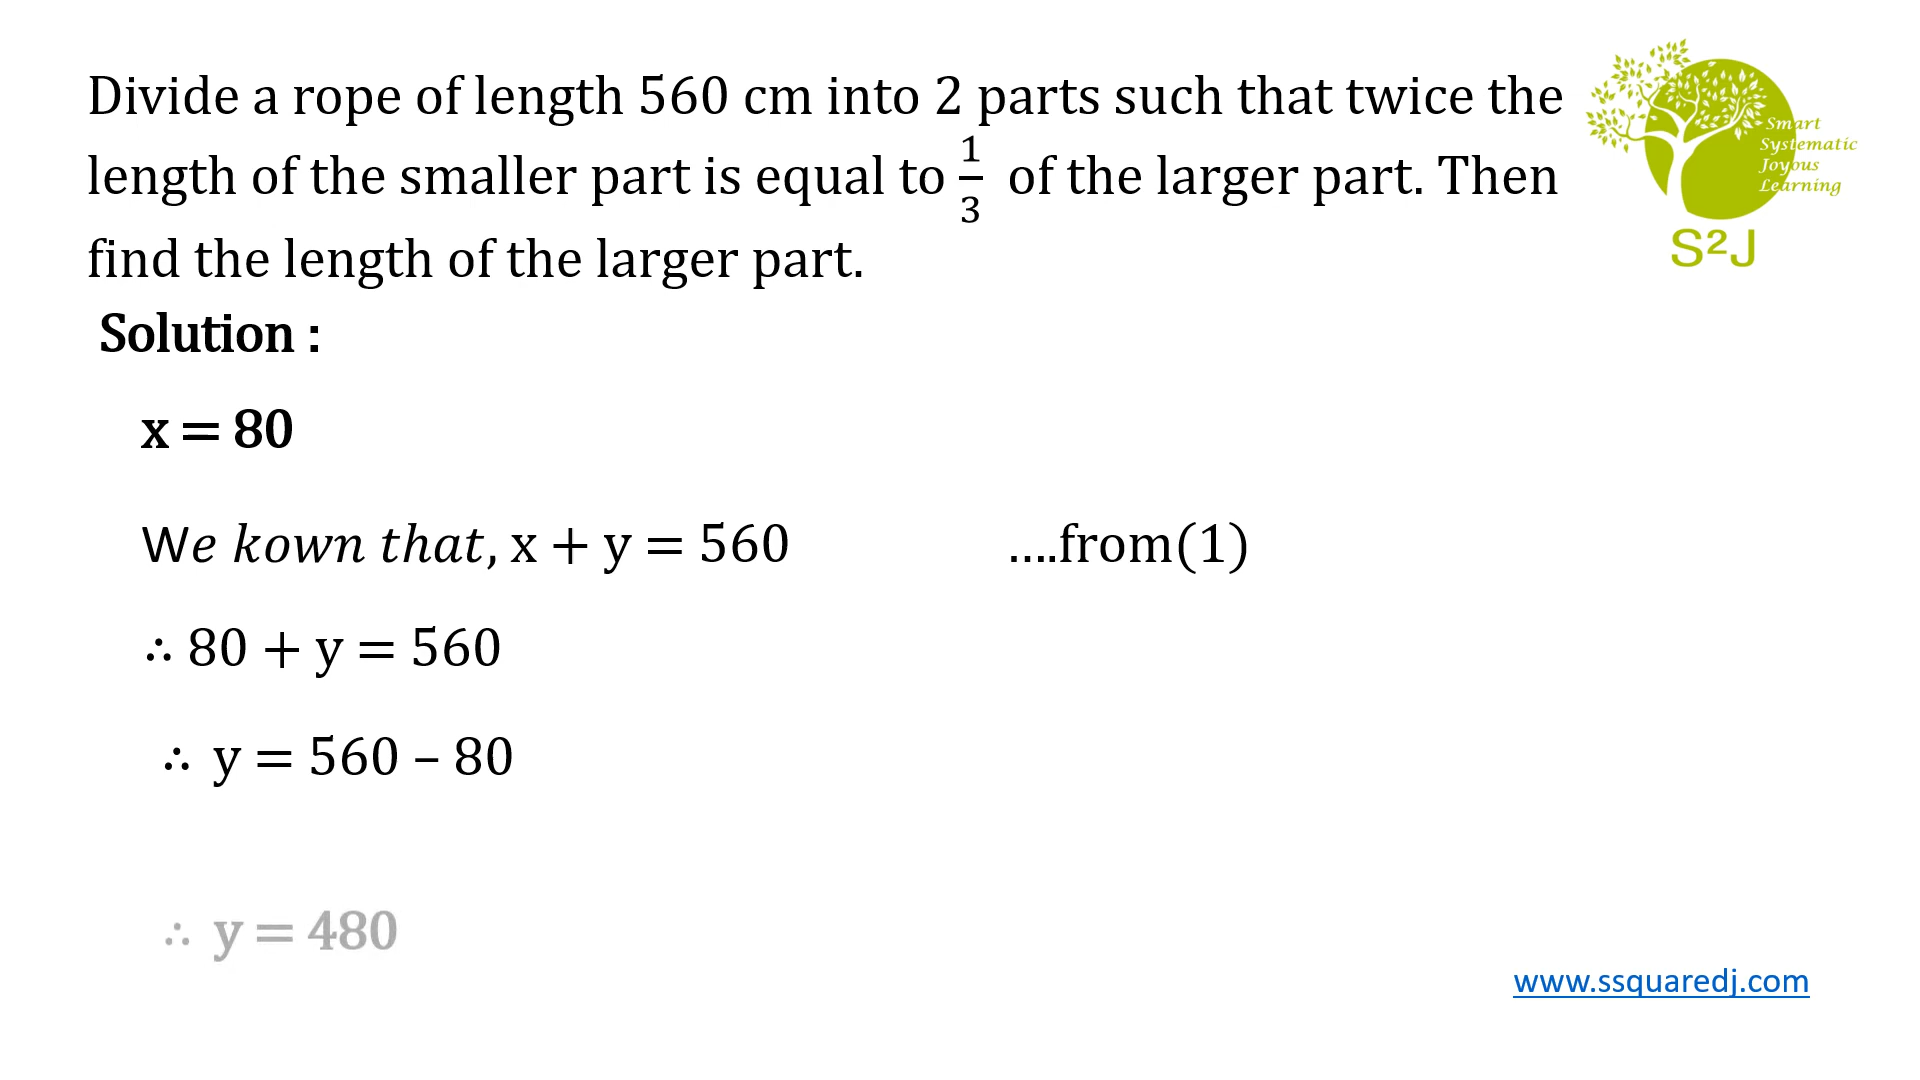 Divide a rope of length 560 cm into 2 parts such that twice the
length of the smaller part is equal to 1/3 of the larger part. Then
find the length of the larger part.
Smart
Systematic
Joyous
Learning
S²J
Solution :
x = 80
We kown that, x + y = 560 ....from(1)
∴ 80 + y = 560
∴ y = 560 – 80
∴ y = 480
www.ssquaredj.com